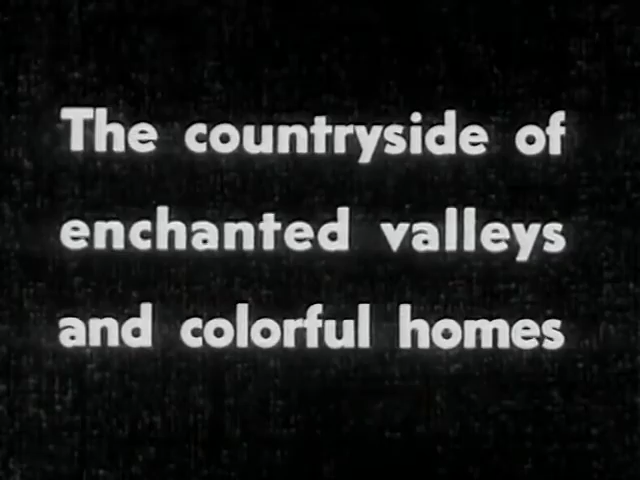 The countryside of
enchanted valleys
and colorful homes